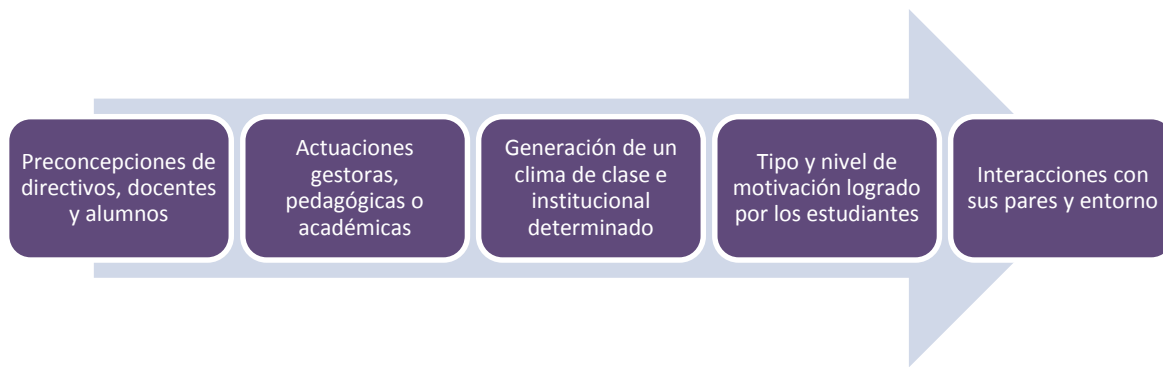 Preconcepciones de
directivos, docentes
y alumnos
Actuaciones
gestoras,
pedagógicas o
académicas
Generación de un
clima de clase e
institucional
determinado
Tipo y nivel de
motivación logrado
por los estudiantes
Interacciones con
sus pares y entorno